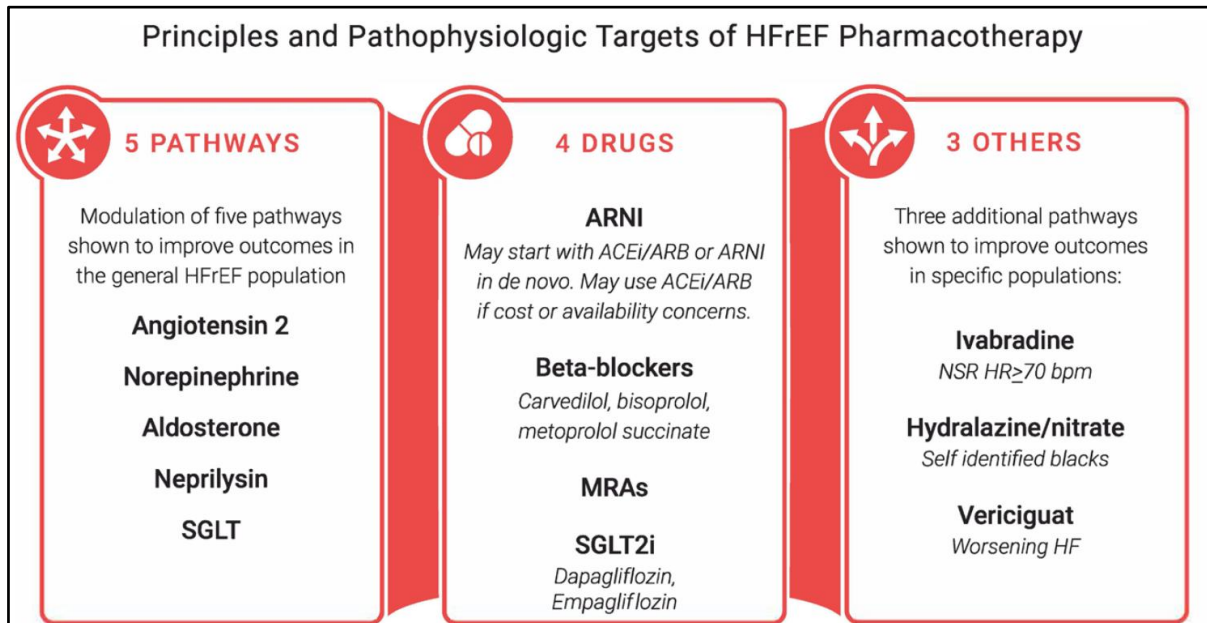 Principles and Pathophysiologic Targets of HFrEF Pharmacotherapy
5 PATHWAYS
Modulation of five pathways
shown to improve outcomes in
the general HFrEF population
Angiotensin 2
Norepinephrine
Aldosterone
Neprilysin
SGLT
4 DRUGS
ARNI
May start with ACEi/ARB or ARNI
in de novo. May use ACEi/ARB
if cost or availability concerns.
Beta-blockers
Carvedilol, bisoprolol,
metoprolol succinate
MRAs
SGLT2i
Dapagliflozin,
Empagliflozin
3 OTHERS
Three additional pathways
shown to improve outcomes
in specific populations:
Ivabradine
NSR HR≥70 bpm
Hydralazine/nitrate
Self identified blacks
Vericiguat
Worsening HF